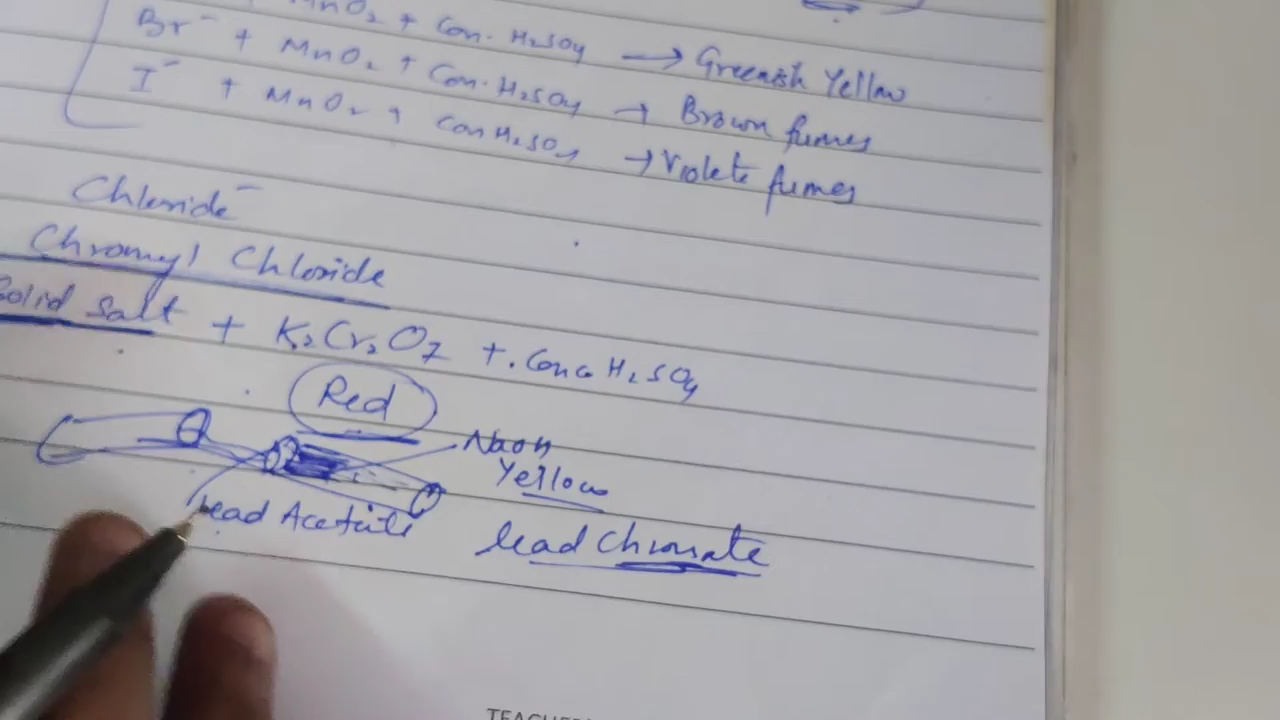 MnO2 + Con. H2SO4 → Greenish Yellow
Br⁻ + MnO2 + Con. H2SO4 → Brown fumes
I⁻ + MnO2 + Con H2SO4 → Violete fumes
Chloride⁻
Chromyl Chloride
Solid Salt + K2Cr2O7 + . Conc H2SO4
Red
NaOH
Yellow
Lead Acetate
lead Chromate
TEACHER